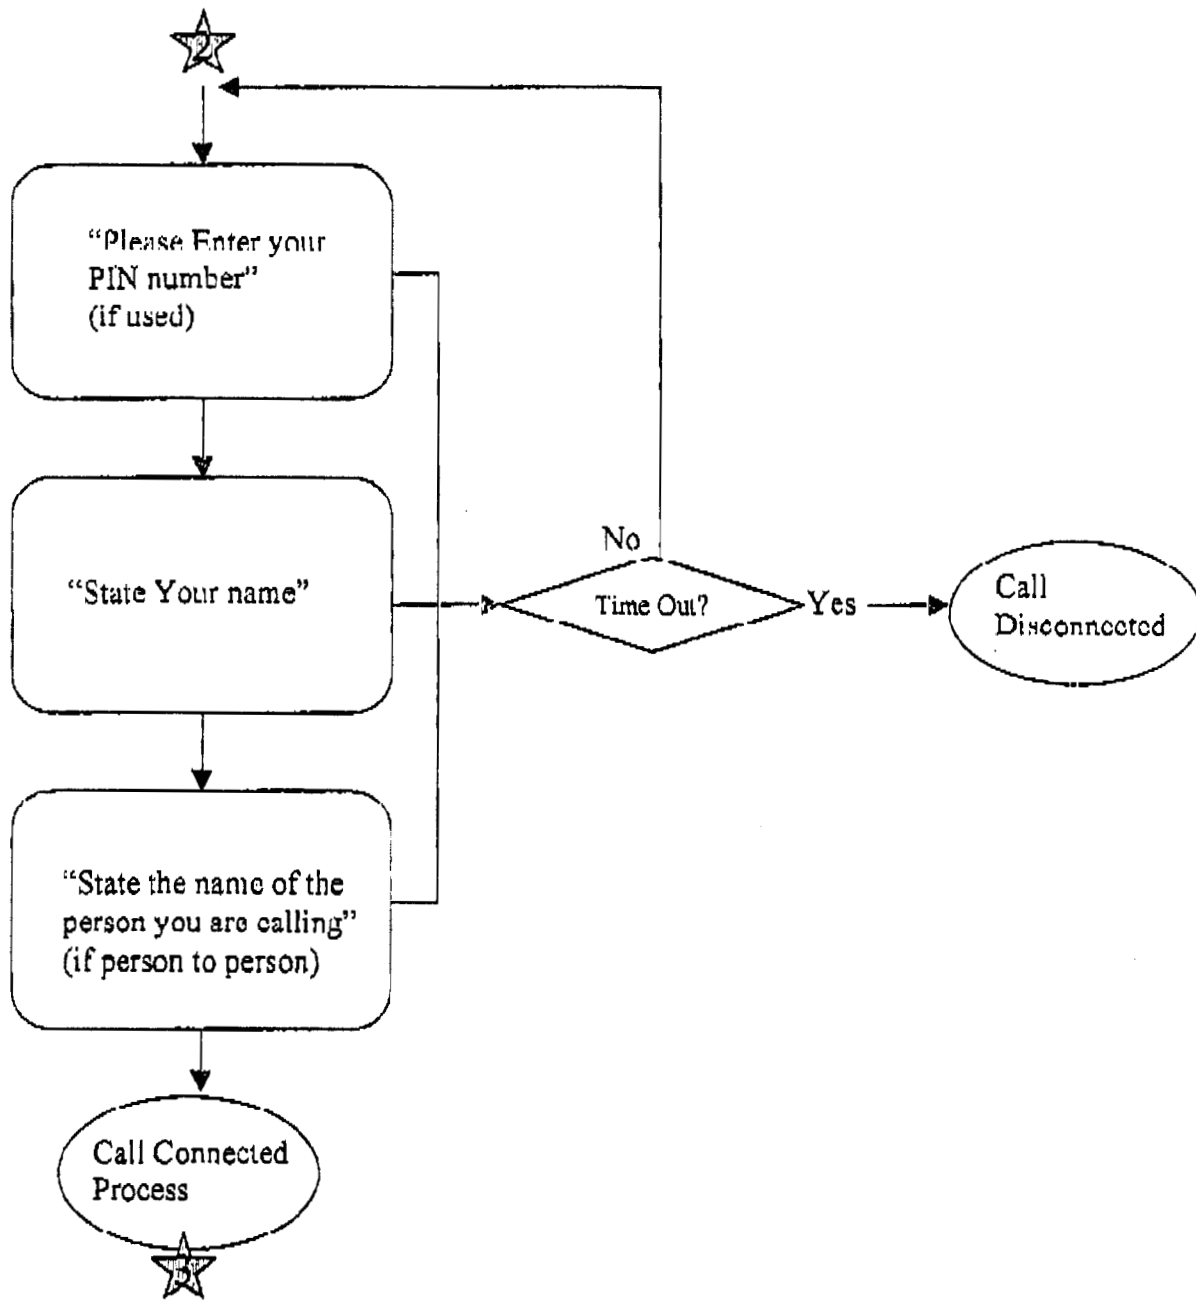 2
“Please Enter your
PIN number”
(if used)
“State Your name”
No
Time Out?
Yes
Call
Disconnected
“State the name of the
person you are calling”
(if person to person)
Call Connected
Process